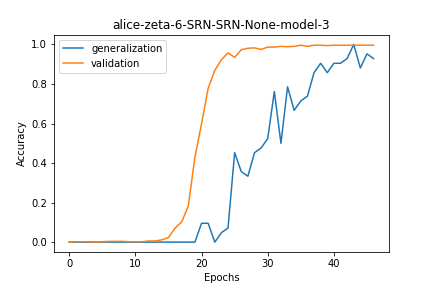 alice-zeta-6-SRN-SRN-None-model-3
generalization
validation
1.0
0.8
0.6
0.4
0.2
0.0
Accuracy
0 10 20 30 40
Epochs